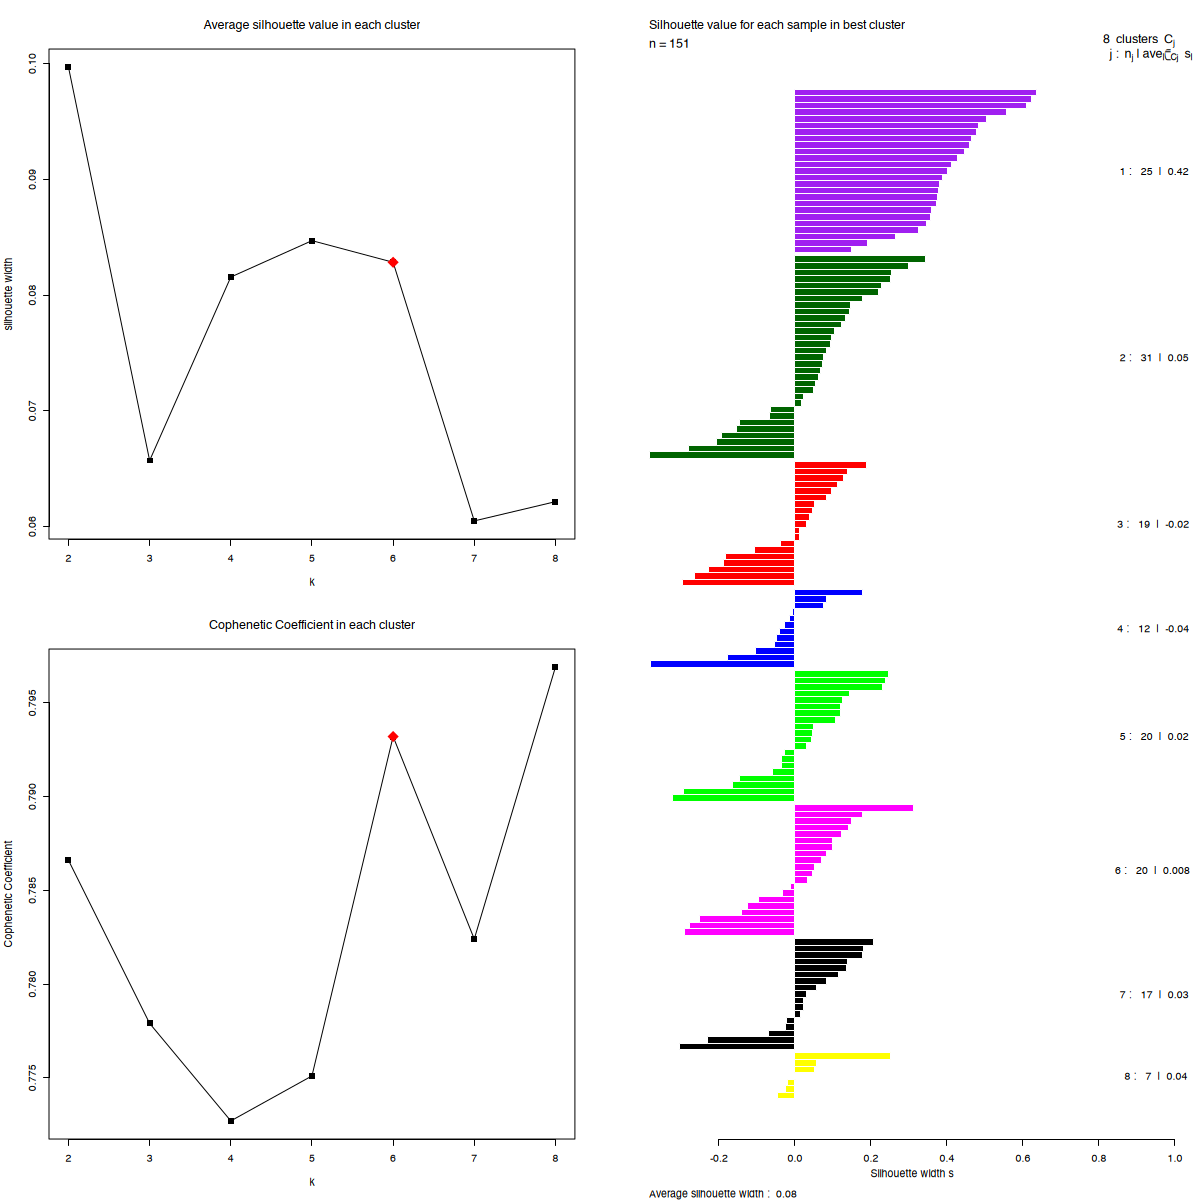 Average silhouette value in each cluster
0.10
0.09
0.08
0.07
0.06
silhouette width
2 3 4 5 6 7 8
k
Cophenetic Coefficient in each cluster
0.795
0.790
0.785
0.780
0.775
Cophenetic Coefficient
2 3 4 5 6 7 8
k
Silhouette value for each sample in best cluster
n = 151
8 clusters Cj
j : nj | avei∈Cj si
1 : 25 | 0.42
2 : 31 | 0.05
3 : 19 | -0.02
4 : 12 | -0.04
5 : 20 | 0.02
6 : 20 | 0.008
7 : 17 | 0.03
8 : 7 | 0.04
-0.2 0.0 0.2 0.4 0.6 0.8 1.0
Silhouette width s
Average silhouette width : 0.08